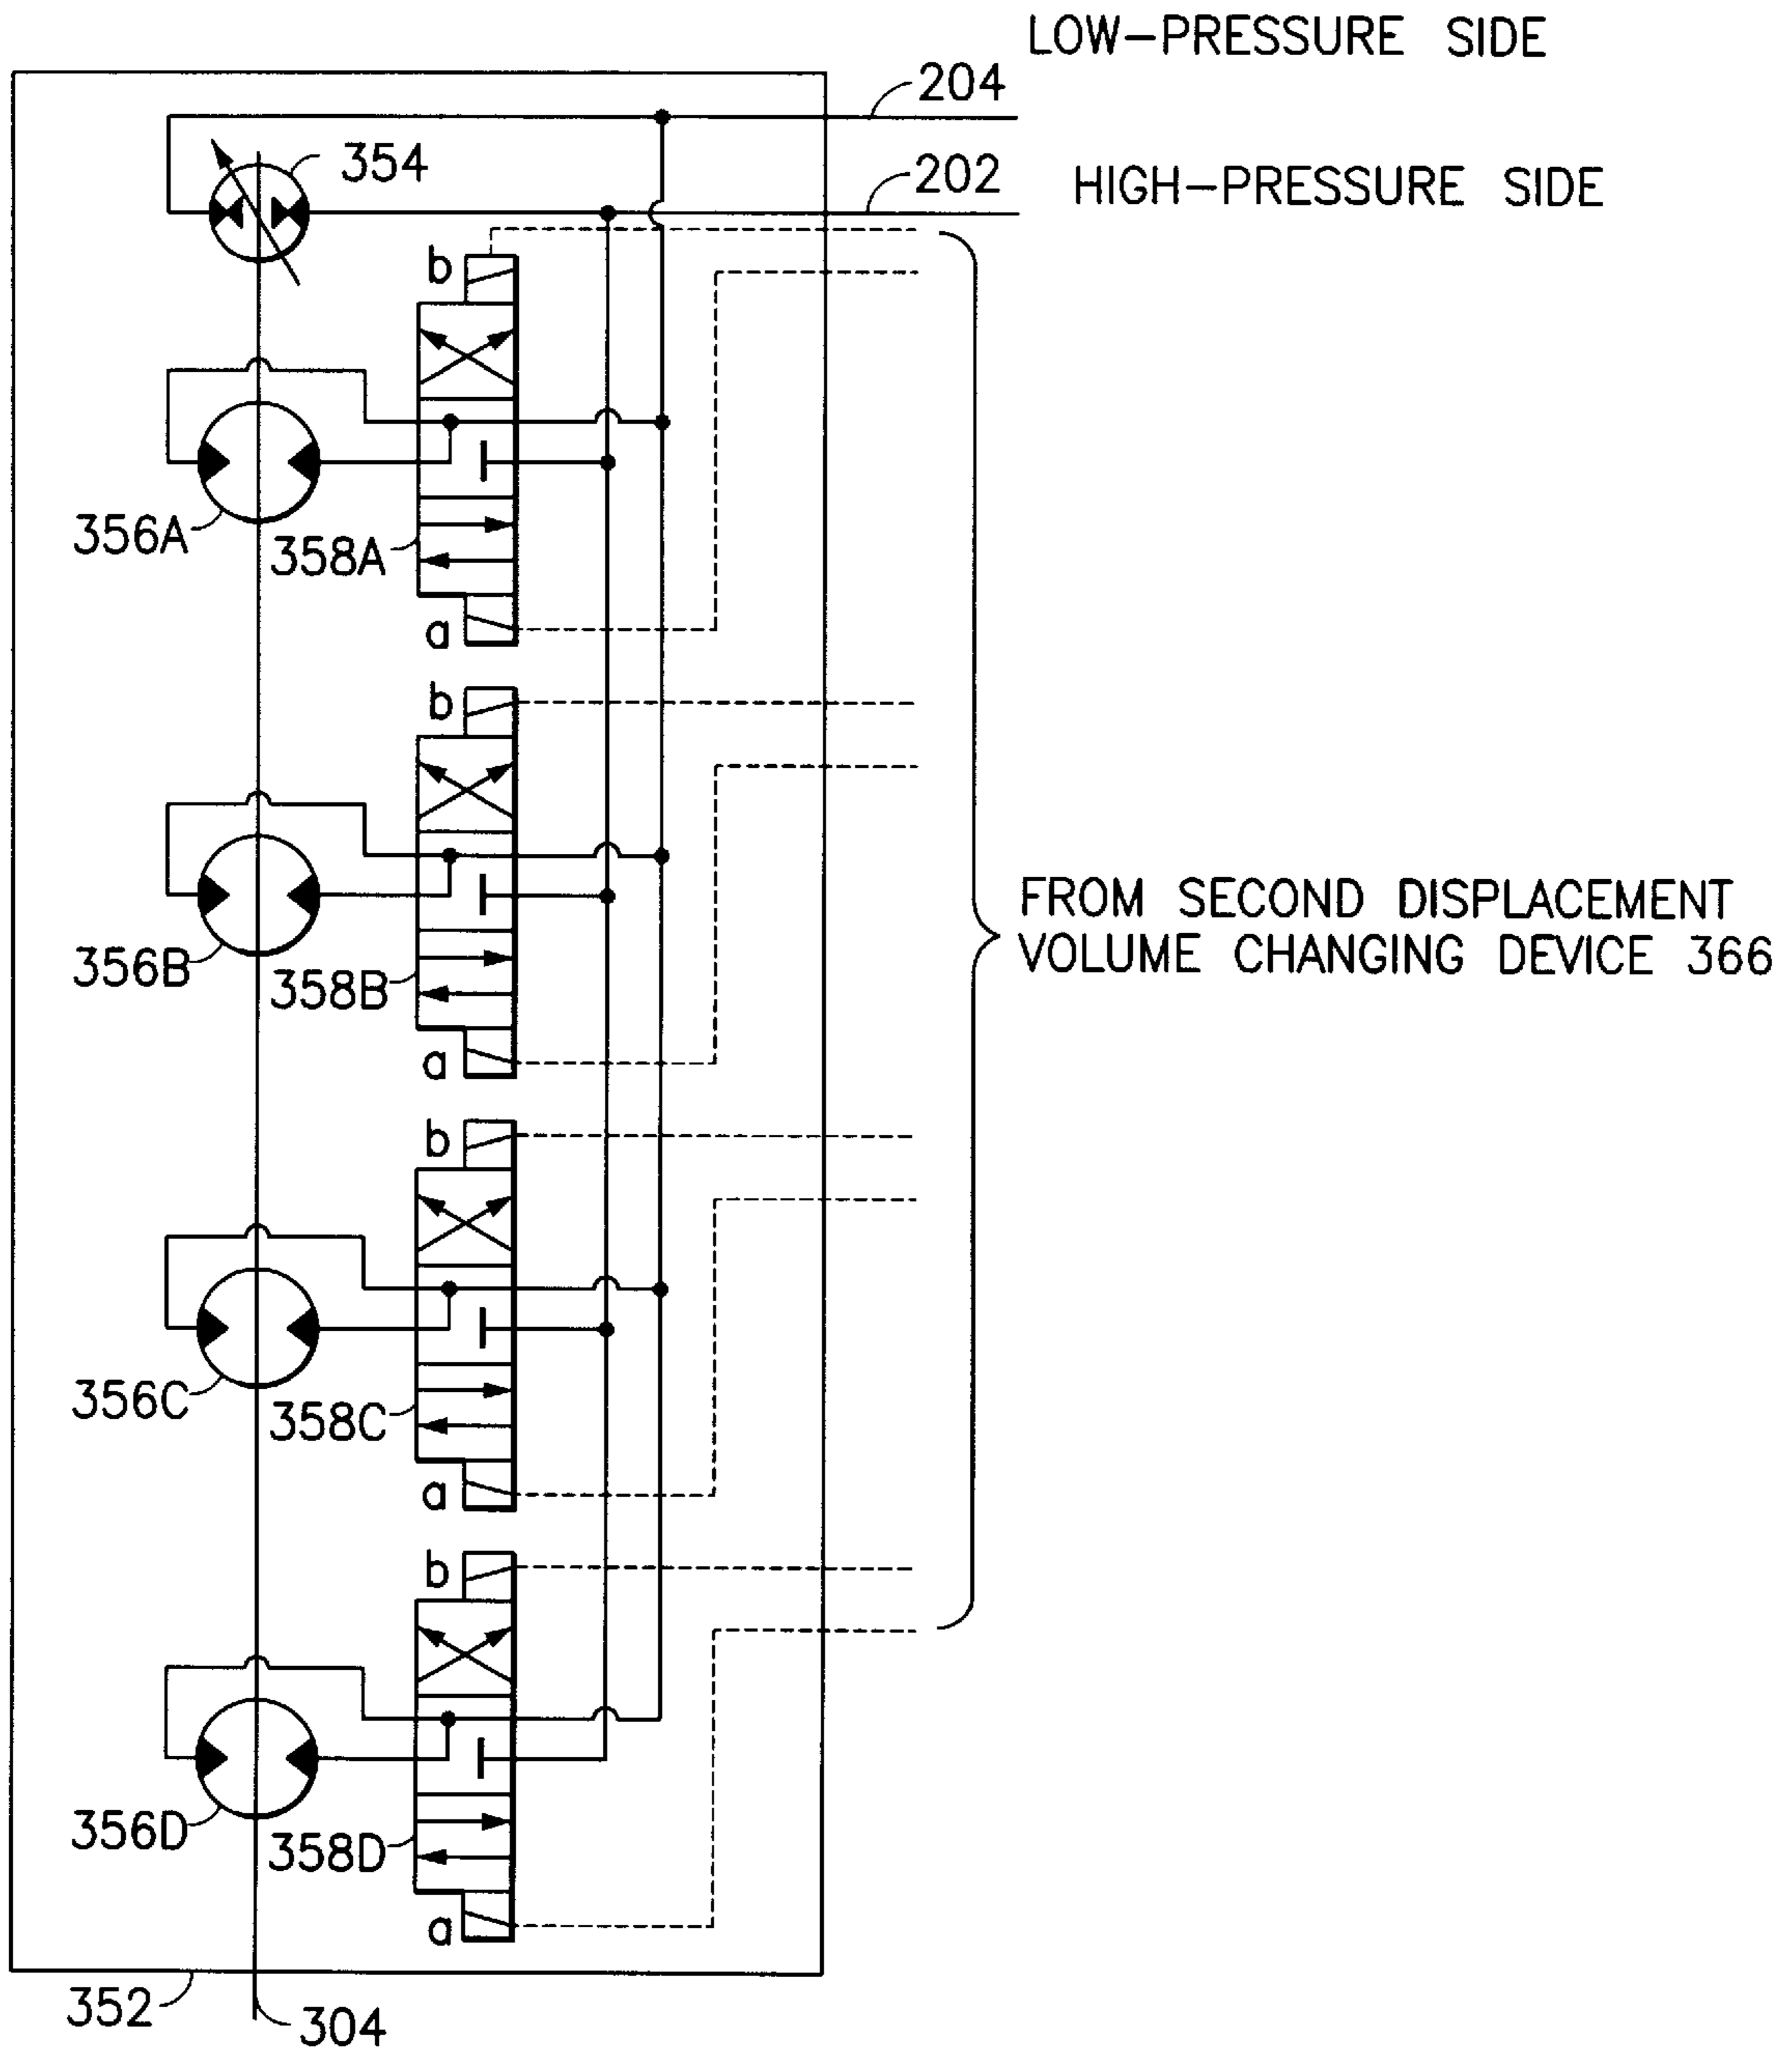 LOW-PRESSURE SIDE
204
354
202
HIGH-PRESSURE SIDE
b
356A
358A
a
b
FROM SECOND DISPLACEMENT
VOLUME CHANGING DEVICE 366
356B
358B
a
b
356C
358C
a
b
356D
358D
a
352
304